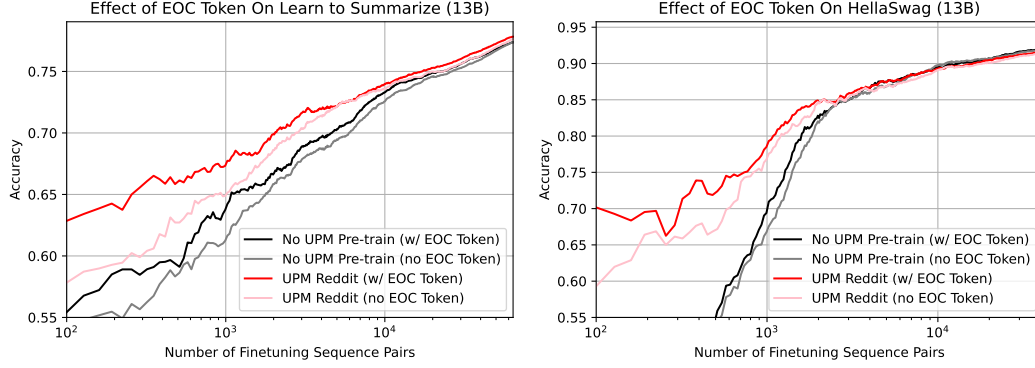 Effect of EOC Token On Learn to Summarize (13B)
Accuracy
0.75
0.70
0.65
0.60
0.55
10²
10³
10⁴
Number of Finetuning Sequence Pairs
No UPM Pre-train (w/ EOC Token)
No UPM Pre-train (no EOC Token)
UPM Reddit (w/ EOC Token)
UPM Reddit (no EOC Token)
Effect of EOC Token On HellaSwag (13B)
Accuracy
0.95
0.90
0.85
0.80
0.75
0.70
0.65
0.60
0.55
10²
10³
10⁴
Number of Finetuning Sequence Pairs
No UPM Pre-train (w/ EOC Token)
No UPM Pre-train (no EOC Token)
UPM Reddit (w/ EOC Token)
UPM Reddit (no EOC Token)